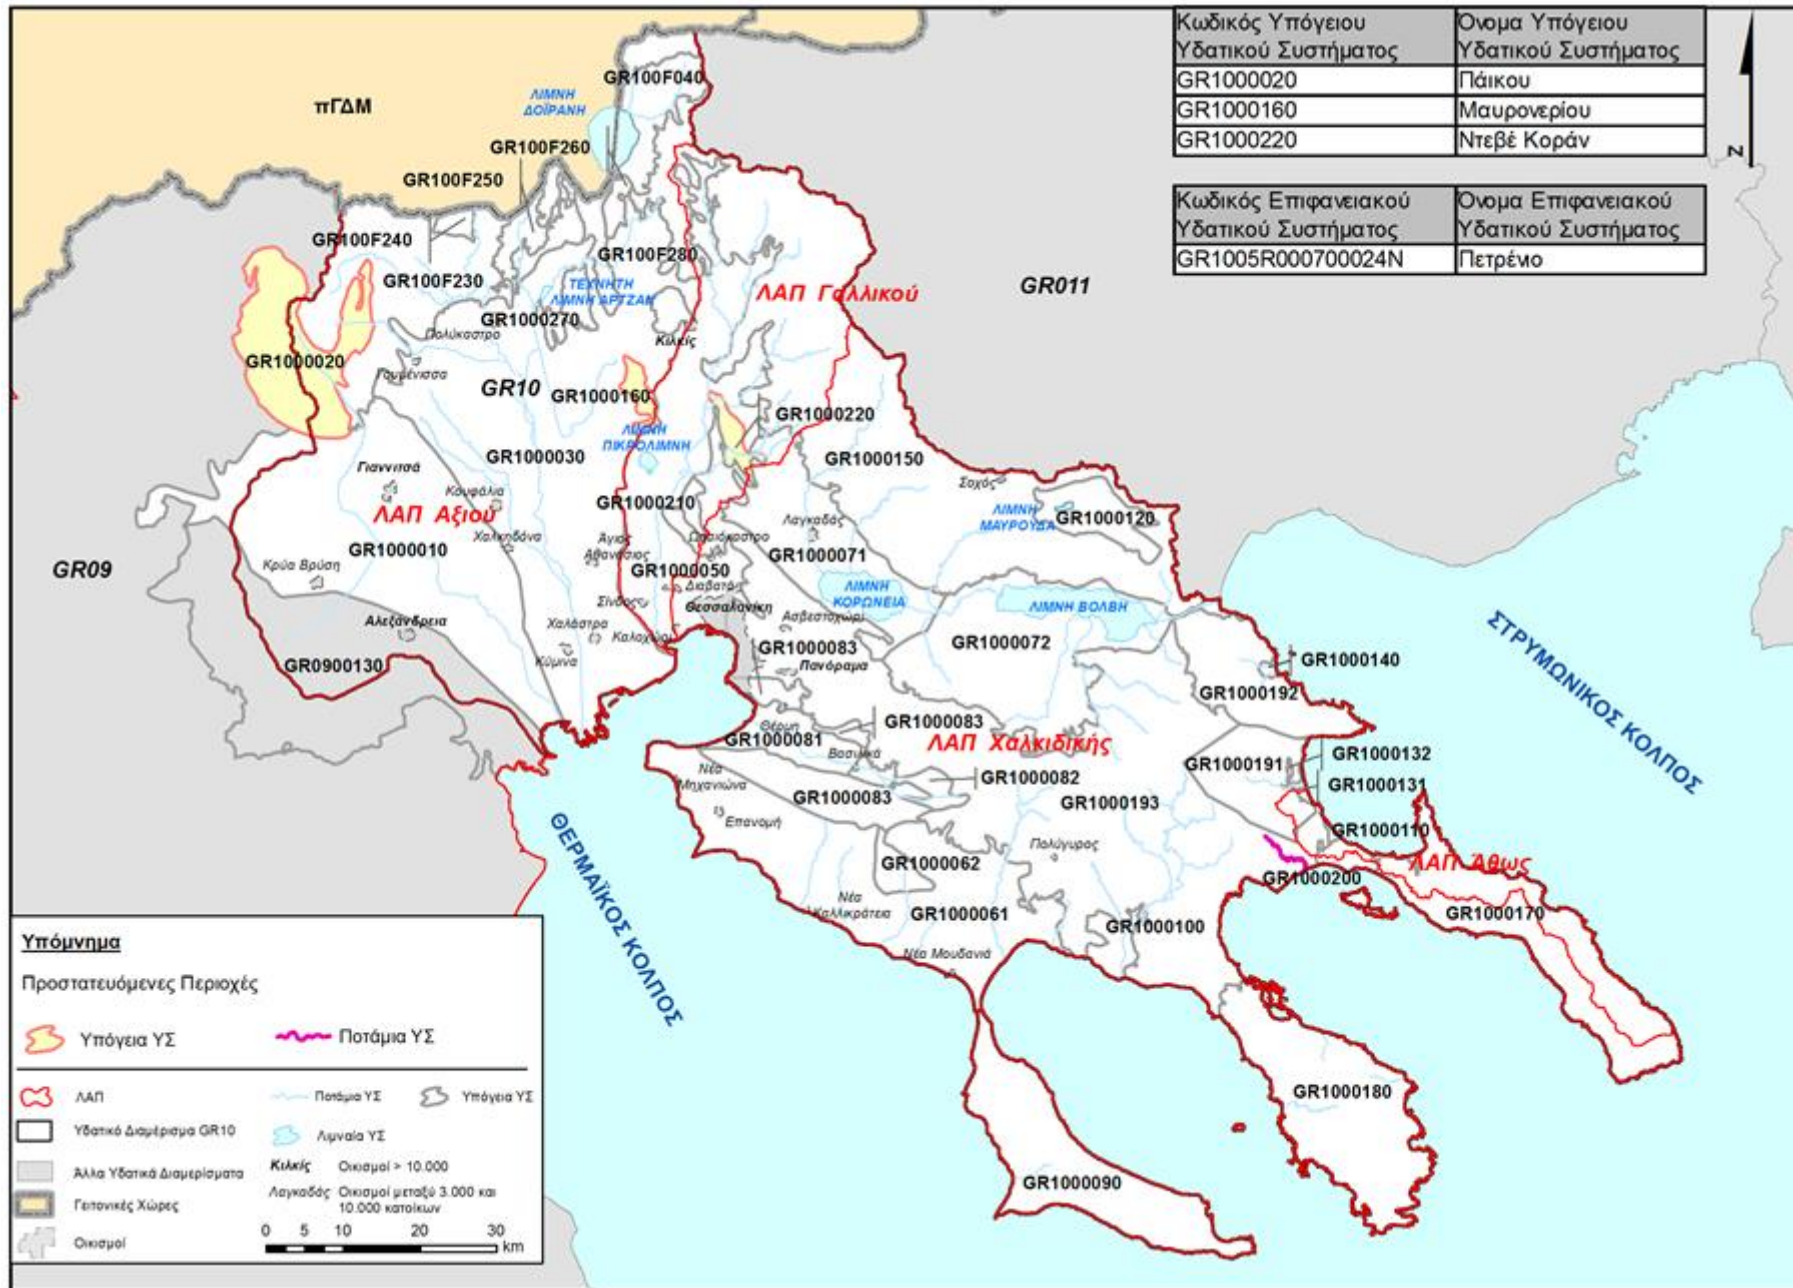 Κωδικός Υπόγειου Υδατικού Συστήματος
Όνομα Υπόγειου Υδατικού Συστήματος
GR1000020 Πάικου
GR1000160 Μαυρονερίου
GR1000220 Ντεβέ Κοράν
Κωδικός Επιφανειακού Υδατικού Συστήματος
Όνομα Επιφανειακού Υδατικού Συστήματος
GR1005R000700024N Πετρένιο
Z
πΓΔΜ
ΛΙΜΝΗ
ΔΟΪΡΑΝΗ
GR100F040
GR100F260
GR100F250
GR100F240
GR100F230
GR100F280
ΤΕΧΝΗΤΗ
ΛΙΜΝΗ ΑΡΤΖΑΝ
ΛΑΠ Γαλλικού
GR011
GR1000270
Πολύκαστρο
Κιλκίς
GR1000020
Γουμένισσα
GR10
GR1000160
GR1000220
ΛΙΜΝΗ
ΠΙΚΡΟΛΙΜΝΗ
GR1000030
GR1000150
Γιαννιτσά
Κουφάλια
Σοχός
GR1000210
ΛΑΠ Αξιού
ΛΙΜΝΗ
ΜΑΥΡΟΥΔΑ
GR1000120
Λαγκαδάς
GR1000010
Χαλκηδόνα
Άγιος
Αθανάσιος
Ωραιόκαστρο
GR1000071
GR09
Κρύα Βρύση
GR1000050
Διαβατά
ΛΙΜΝΗ
ΚΟΡΩΝΕΙΑ
ΛΙΜΝΗ ΒΟΛΒΗ
Σίνδος
Θεσσαλονίκη
Ασβεστοχώρι
Αλεξάνδρεια
Χαλάστρα
Καλοχώρι
GR1000083
GR1000072
Πανόραμα
GR0900130
Κύμινα
GR1000140
GR1000192
ΣΤΡΥΜΩΝΙΚΟΣ ΚΟΛΠΟΣ
Θέρμη
GR1000083
GR1000081
ΛΑΠ Χαλκιδικής
Βασιλικά
GR1000132
GR1000191
Νέα
Μηχανιώνα
GR1000082
GR1000131
GR1000083
GR1000193
Επανομή
GR1000110
Πολύγυρος
GR1000062
ΛΑΠ Άθως
GR1000200
ΘΕΡΜΑΪΚΟΣ ΚΟΛΠΟΣ
Νέα
Καλλικράτεια
GR1000061
GR1000100
GR1000170
Νέα Μουδανιά
GR1000180
GR1000090
Υπόμνημα
Προστατευόμενες Περιοχές
Υπόγεια ΥΣ Ποτάμια ΥΣ
ΛΑΠ Ποτάμια ΥΣ Υπόγεια ΥΣ
Υδατικό Διαμέρισμα GR10 Λιμναία ΥΣ
Άλλα Υδατικά Διαμερίσματα
Κιλκίς Οικισμοί > 10.000
Γειτονικές Χώρες
Λαγκαδάς Οικισμοί μεταξύ 3.000 και
10.000 κατοίκων
Οικισμοί
0 5 10 20 30
km